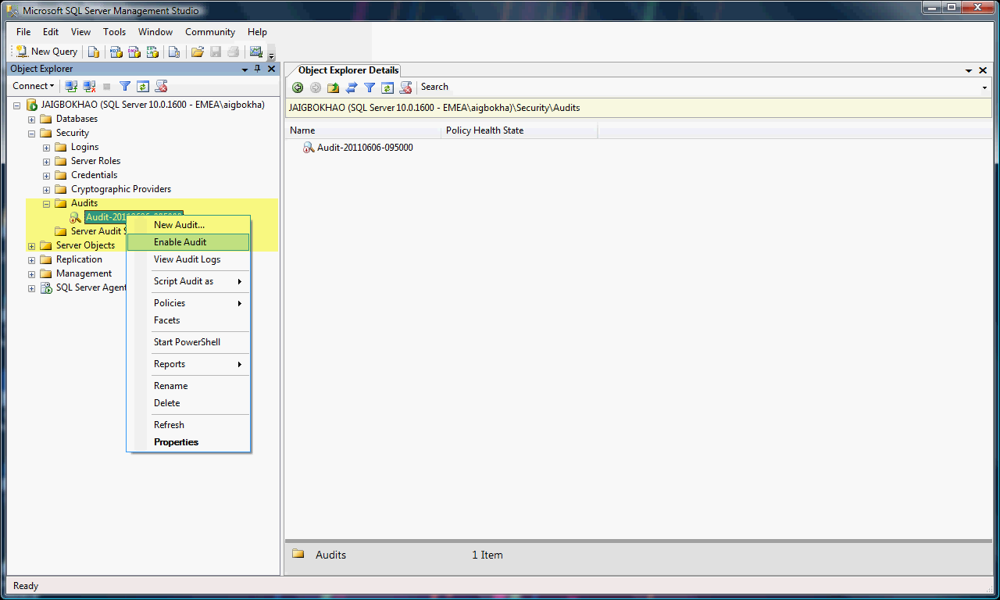 Microsoft SQL Server Management Studio
File Edit View Tools Window Community Help
New Query
Object Explorer
Connect
JAIGBOKHAO (SQL Server 10.0.1600 - EMEA\aigbokha)
Databases
Security
Logins
Server Roles
Credentials
Cryptographic Providers
Audits
Audit-20110606-095000
Server Audit S
Server Objects
Replication
Management
SQL Server Agent
New Audit...
Enable Audit
View Audit Logs
Script Audit as
Policies
Facets
Start PowerShell
Reports
Rename
Delete
Refresh
Properties
Object Explorer Details
Search
JAIGBOKHAO (SQL Server 10.0.1600 - EMEA\aigbokha)\Security\Audits
Name Policy Health State
Audit-20110606-095000
Audits 1 Item
Ready